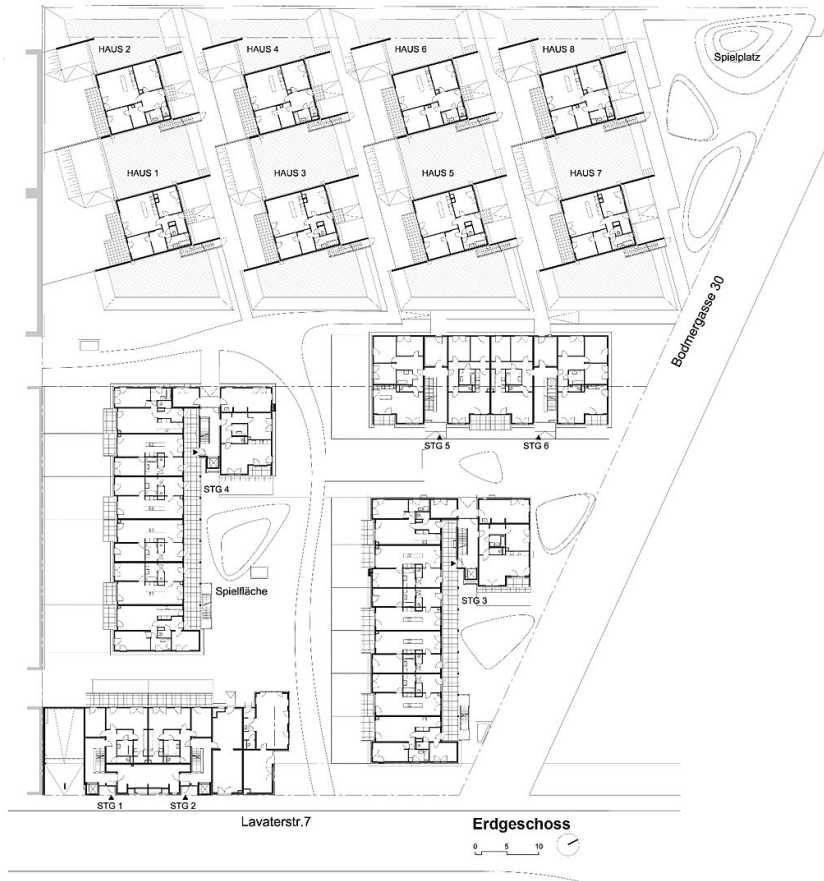 HAUS 2
HAUS 4
HAUS 6
HAUS 8
Spielplatz
HAUS 1
HAUS 3
HAUS 5
HAUS 7
Bodmergasse 30
STG 5
STG 6
STG 4
Spielfläche
STG 3
STG 1
STG 2
Lavaterstr.7
Erdgeschoss
0 5 10